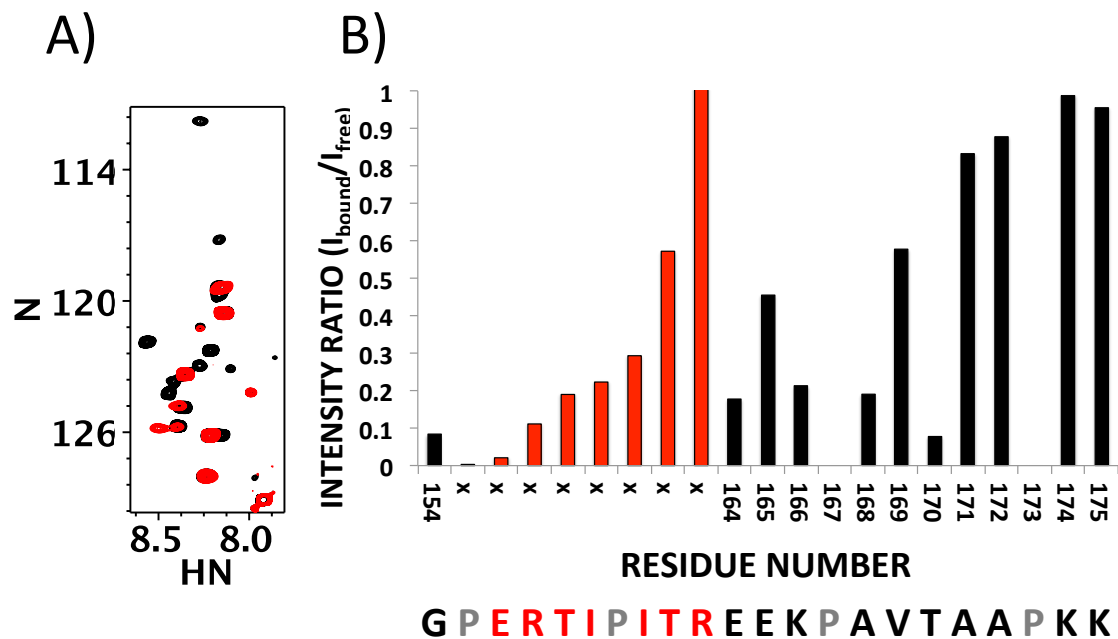 A)
B)
114
120
126
N
8.5 8.0
HN
INTENSITY RATIO (I_bound/I_free)
1
0.9
0.8
0.7
0.6
0.5
0.4
0.3
0.2
0.1
0
154 x x x x x x x x 164 165 166 167 168 169 170 171 172 173 174 175
RESIDUE NUMBER
G P E R T I P I T R E E K P A V T A A P K K